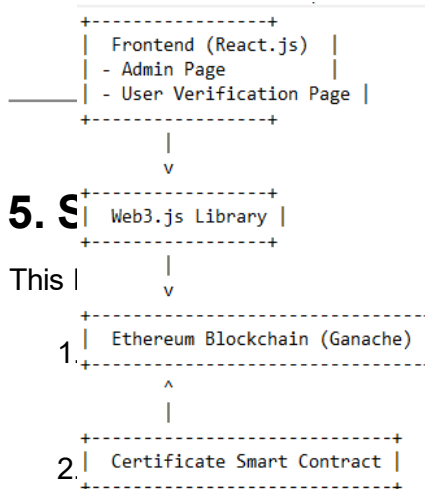 +-----------------+
|  Frontend (React.js)  |
| - Admin Page          |
| - User Verification Page |
+-----------------+
|
v
+-----------------+
5. S
|  Web3.js Library |
+-----------------+
|
This
v
+---------------------------------
|  Ethereum Blockchain (Ganache)
1.
+---------------------------------
^
|
+-----------------------------+
2.
|  Certificate Smart Contract |
+-----------------------------+